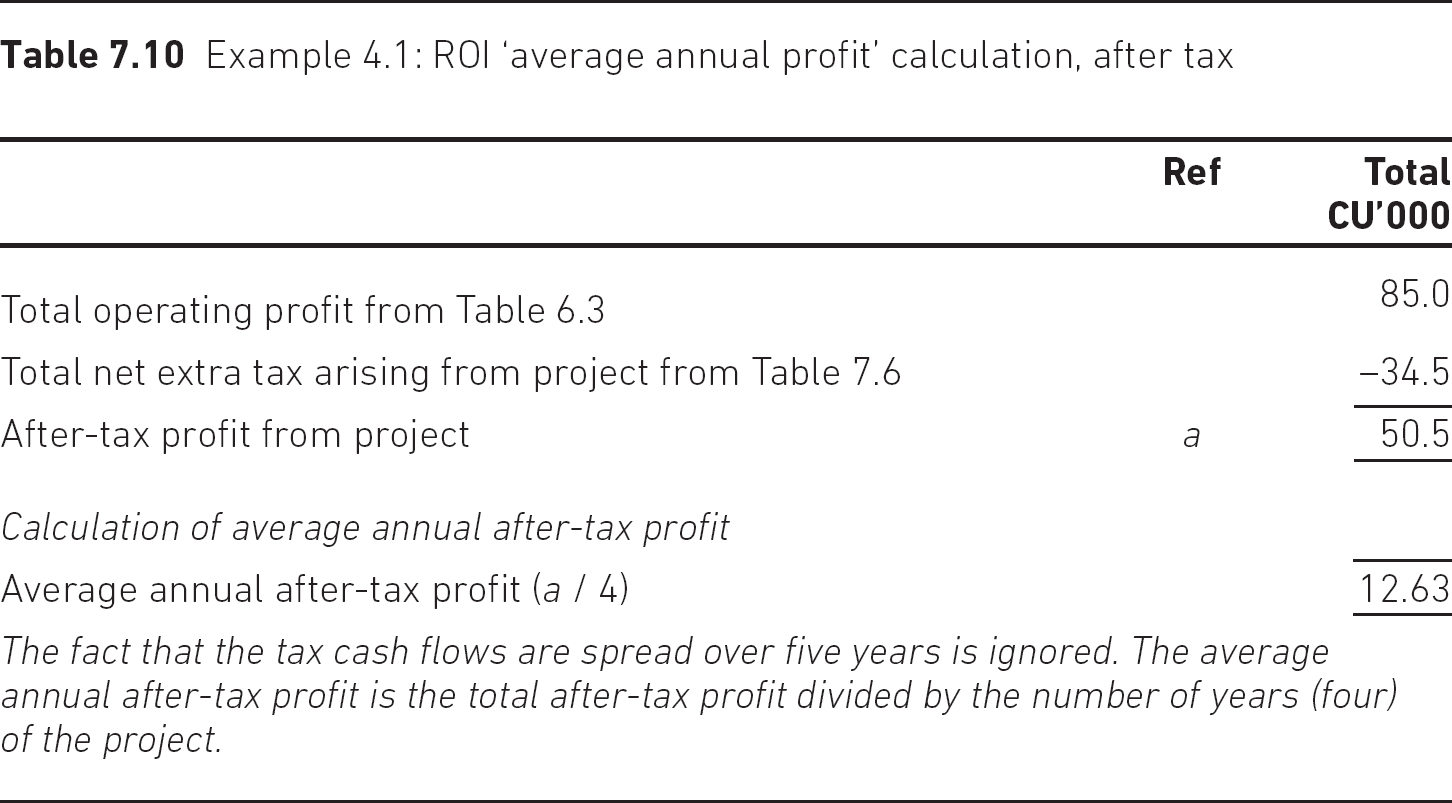 Table 7.10 Example 4.1: ROI ‘average annual profit’ calculation, after tax
Ref Total
CU’000
Total operating profit from Table 6.3 85.0
Total net extra tax arising from project from Table 7.6 –34.5
After-tax profit from project a 50.5
Calculation of average annual after-tax profit
Average annual after-tax profit (a / 4) 12.63
The fact that the tax cash flows are spread over five years is ignored. The average
annual after-tax profit is the total after-tax profit divided by the number of years (four)
of the project.